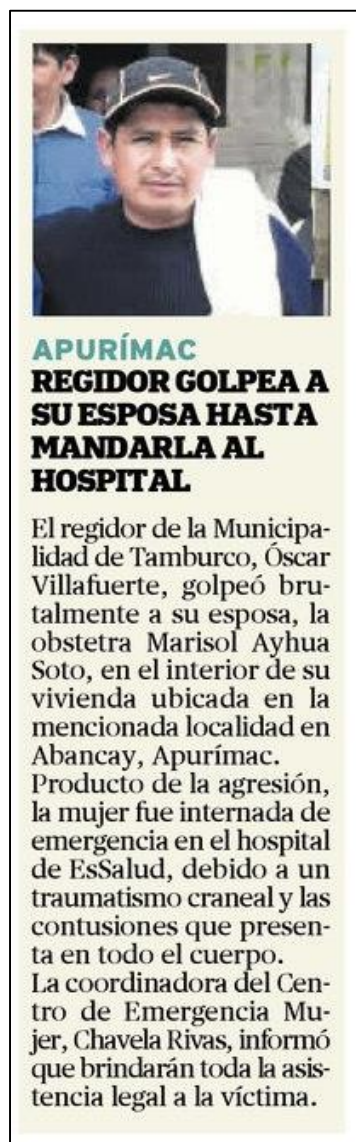 APURÍMAC
REGIDOR GOLPEA A
SU ESPOSA HASTA
MANDARLA AL
HOSPITAL
El regidor de la Municipa-
lidad de Tamburco, Óscar
Villafuerte, golpeó bru-
talmente a su esposa, la
obstetra Marisol Ayhua
Soto, en el interior de su
vivienda ubicada en la
mencionada localidad en
Abancay, Apurímac.
Producto de la agresión,
la mujer fue internada de
emergencia en el hospital
de EsSalud, debido a un
traumatismo craneal y las
contusiones que presen-
ta en todo el cuerpo.
La coordinadora del Cen-
tro de Emergencia Mu-
jer, Chavela Rivas, informó
que brindarán toda la asis-
tencia legal a la víctima.